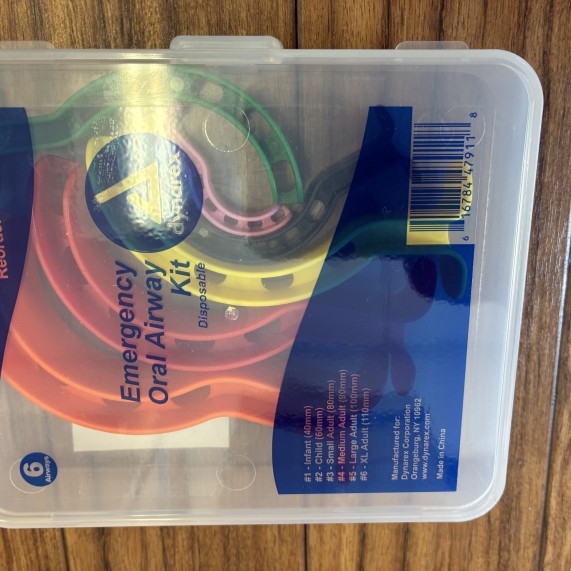 Reorder
dynarex
Emergency
Oral Airway
Kit
Disposable
6
Airways
#1 - Infant (40mm)
#2 - Child (60mm)
#3 - Small Adult (80mm)
#4 - Medium Adult (90mm)
#5 - Large Adult (100mm)
#6 - XL Adult (110mm)
Manufactured for:
Dynarex Corporation
Orangeburg, NY 10962
www.dynarex.com
Made in China
6 16784 47911 8